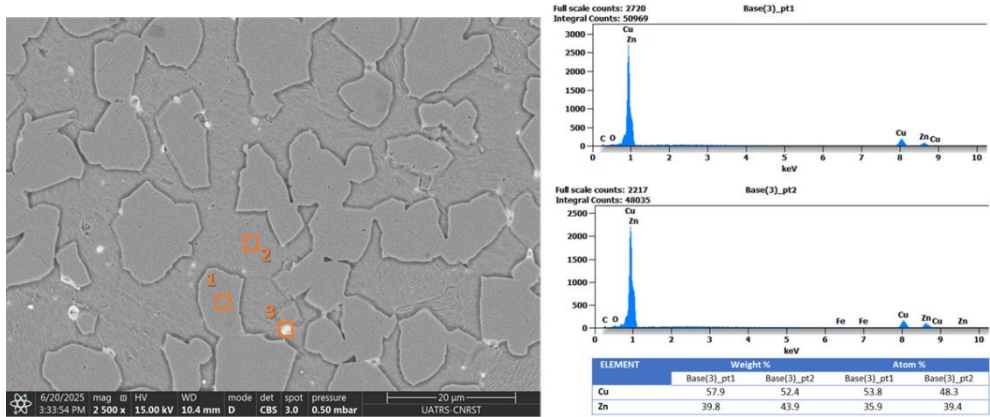 1
2
3
6/20/2025 mag HV WD mode det spot pressure
3:33:54 PM 2 500 x 15.00 kV 10.4 mm D CBS 3.0 0.50 mbar
20 µm
UATRS-CNRST
Full scale counts: 2720
Integral Counts: 50969
Base(3)_pt1
3000
2500
2000
1500
1000
500
0
Cu
Zn
C O
Cu
Zn Cu
0 1 2 3 4 5 6 7 8 9 10
keV
Full scale counts: 2217
Integral Counts: 48035
Base(3)_pt2
2500
2000
1500
1000
500
0
Cu
Zn
C O
Fe Fe
Cu
Zn Cu Zn
0 1 2 3 4 5 6 7 8 9 10
keV
ELEMENT Weight % Atom %
Base(3)_pt1 Base(3)_pt2 Base(3)_pt1 Base(3)_pt2
Cu 57.9 52.4 53.8 48.3
Zn 39.8 43.9 35.9 39.4